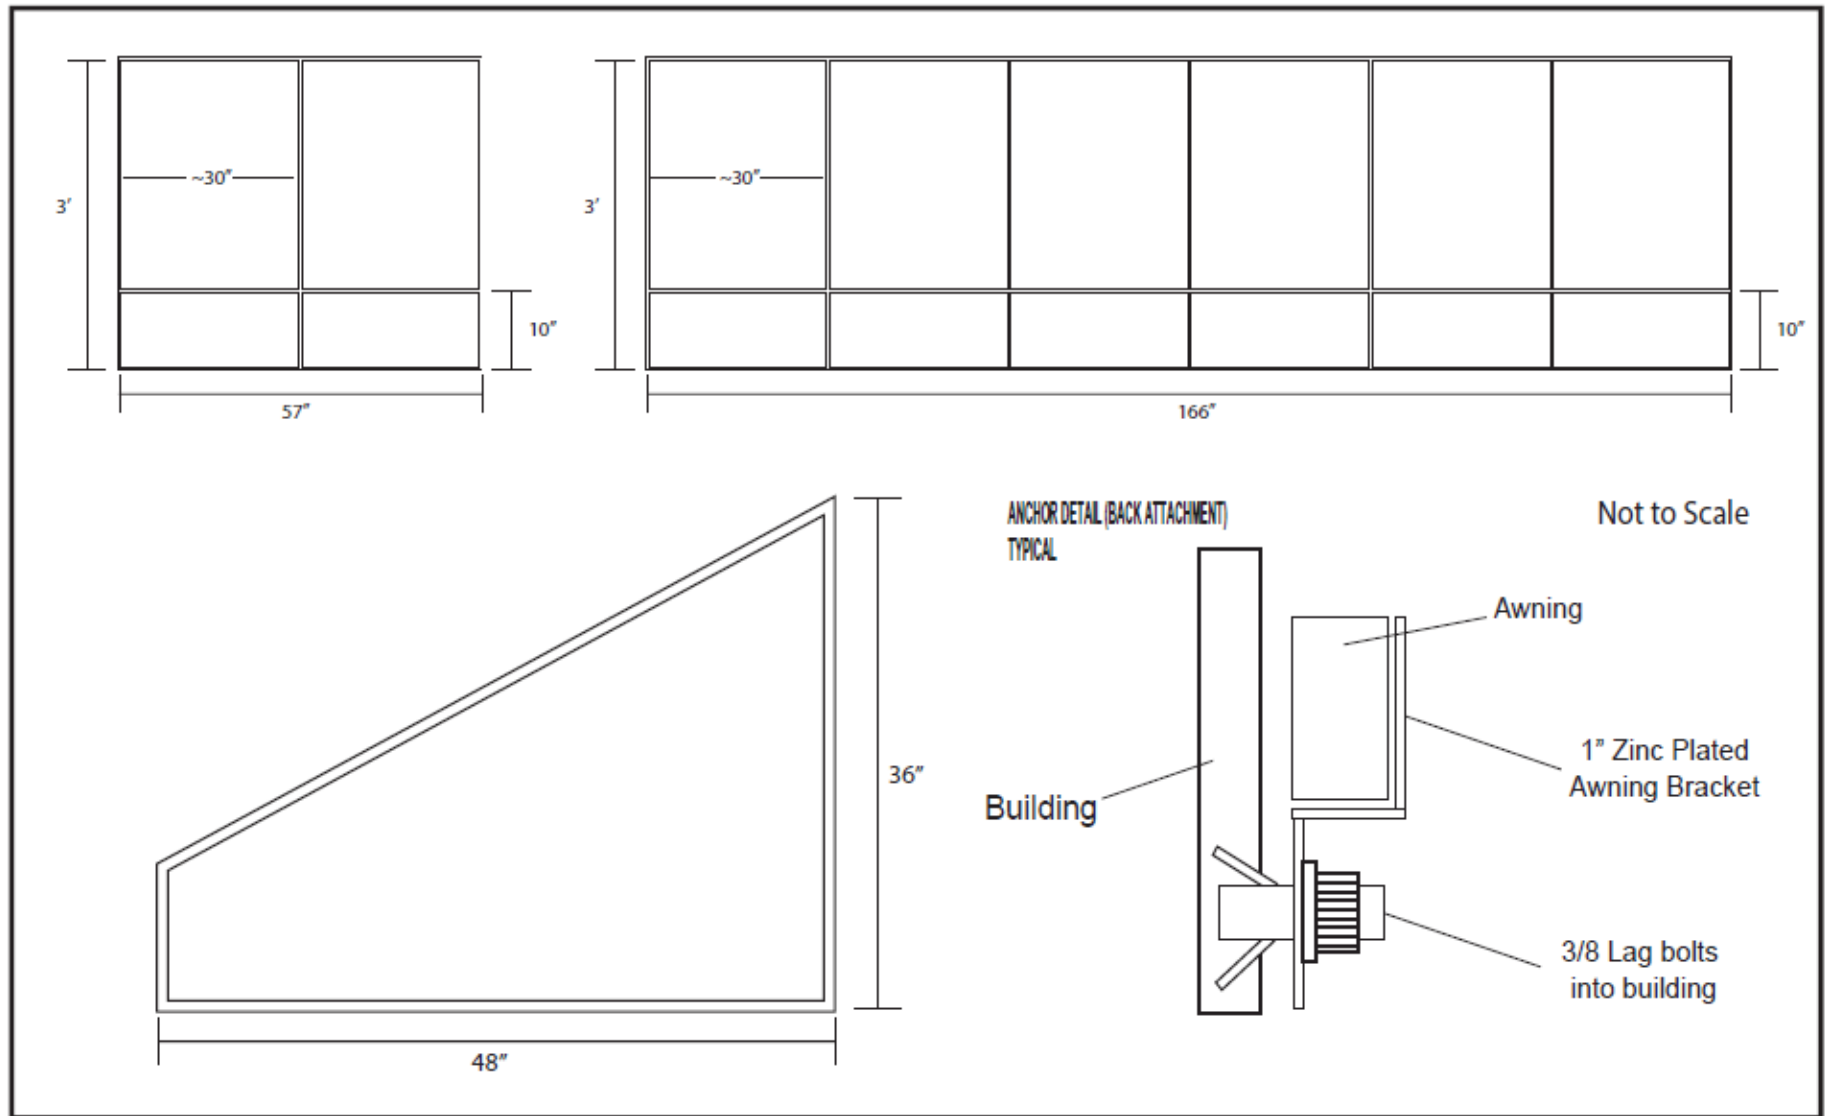 3′
~30″
10″
57″
3′
~30″
10″
166″
36″
48″
ANCHOR DETAIL (BACK ATTACHMENT)
TYPICAL
Not to Scale
Awning
Building
1” Zinc Plated
Awning Bracket
3/8 Lag bolts
into building